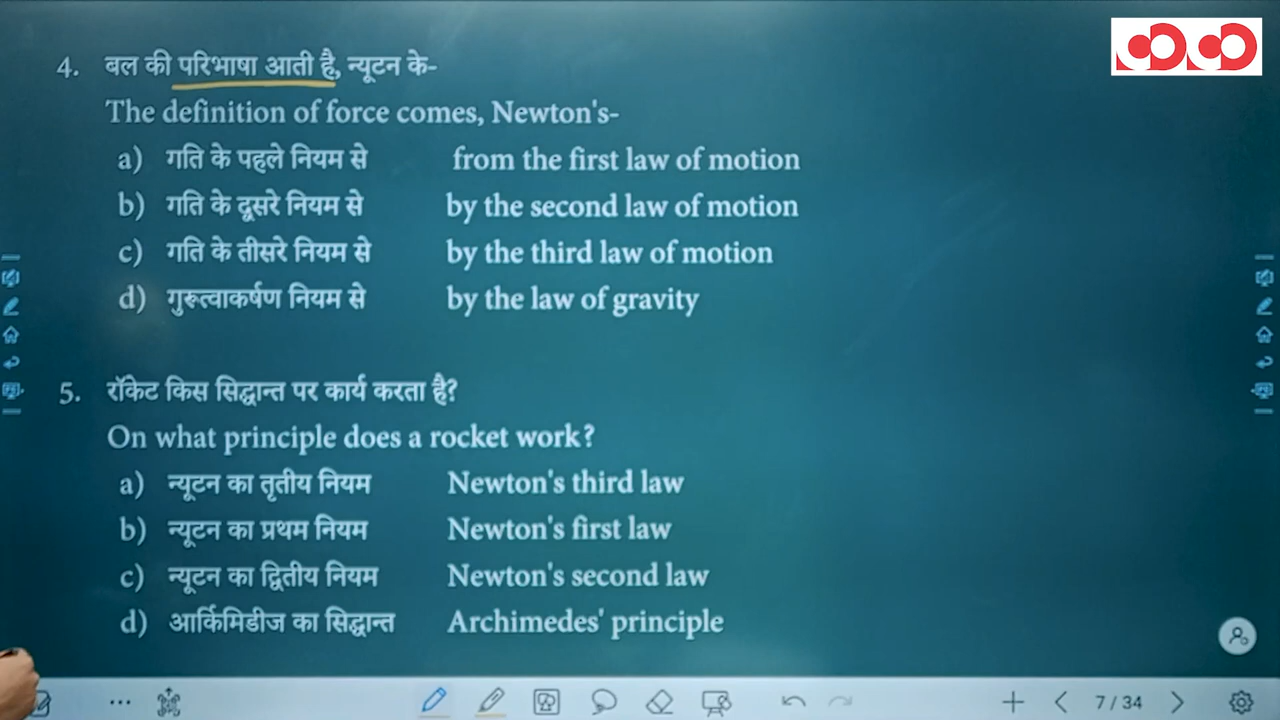 4. बल की परिभाषा आती है, न्यूटन के-
The definition of force comes, Newton's-
a) गति के पहले नियम से from the first law of motion
b) गति के दूसरे नियम से by the second law of motion
c) गति के तीसरे नियम से by the third law of motion
d) गुरूत्वाकर्षण नियम से by the law of gravity
5. रॉकेट किस सिद्धान्त पर कार्य करता है?
On what principle does a rocket work?
a) न्यूटन का तृतीय नियम Newton's third law
b) न्यूटन का प्रथम नियम Newton's first law
c) न्यूटन का द्वितीय नियम Newton's second law
d) आर्किमिडीज का सिद्धान्त Archimedes' principle
7 / 34